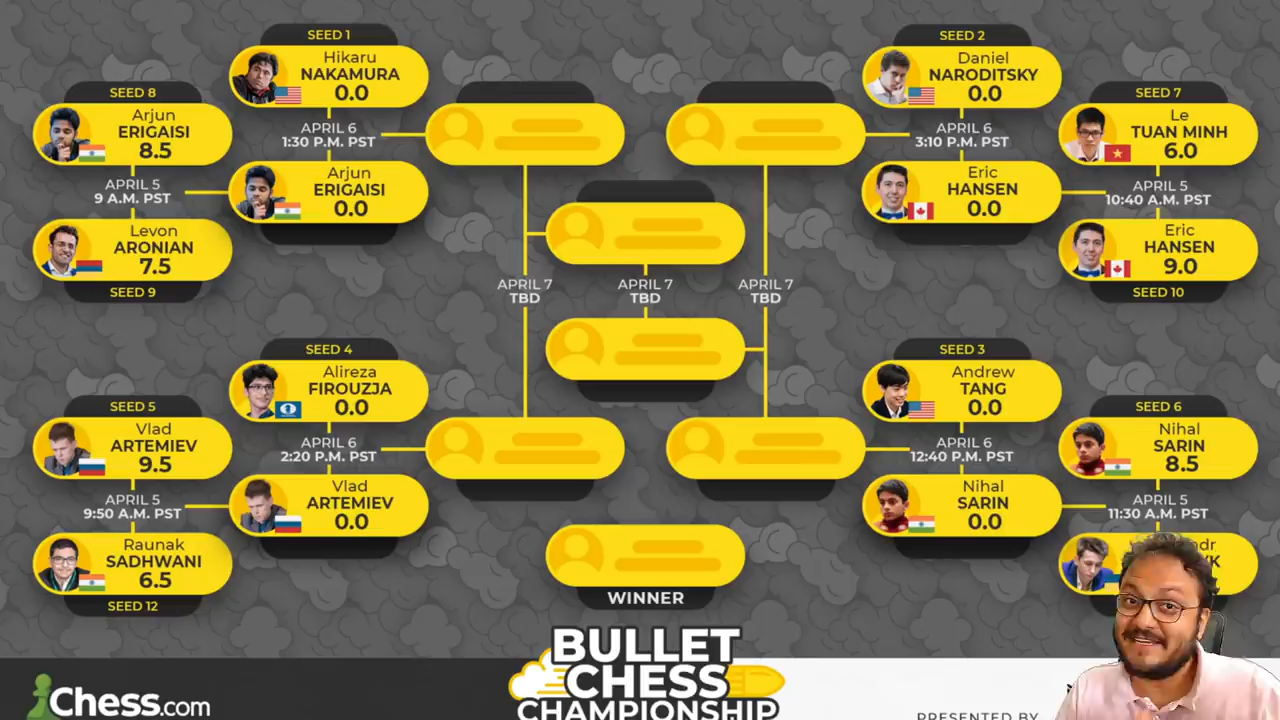 SEED 1
Hikaru
NAKAMURA
0.0
SEED 8
Arjun
ERIGAISI
8.5
APRIL 6
1:30 P.M. PST
APRIL 5
9 A.M. PST
Arjun
ERIGAISI
0.0
Levon
ARONIAN
7.5
SEED 9
SEED 2
Daniel
NARODITSKY
0.0
SEED 7
Le
TUAN MINH
6.0
APRIL 6
3:10 P.M. PST
Eric
HANSEN
0.0
APRIL 5
10:40 A.M. PST
Eric
HANSEN
9.0
SEED 10
APRIL 7
TBD
APRIL 7
TBD
APRIL 7
TBD
SEED 4
Alireza
FIROUZJA
0.0
SEED 5
Vlad
ARTEMIEV
9.5
APRIL 6
2:20 P.M. PST
APRIL 5
9:50 A.M. PST
Vlad
ARTEMIEV
0.0
Raunak
SADHWANI
6.5
SEED 12
SEED 3
Andrew
TANG
0.0
SEED 6
Nihal
SARIN
8.5
APRIL 6
12:40 P.M. PST
Nihal
SARIN
0.0
APRIL 5
11:30 A.M. PST
WINNER
BULLET
CHESS
CHAMPIONSHIP
Chess.com
PRESENTED BY